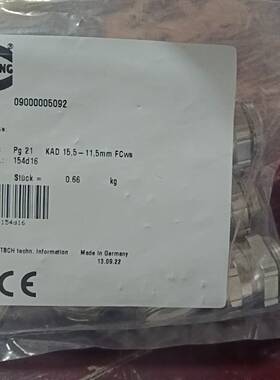 NG
09000005092
Pg 21 KAD 15,5-11,5mm FCws
154d16
Stück = 0.66 kg
154d16
techn. Information Made in Germany
13.09.22
CE